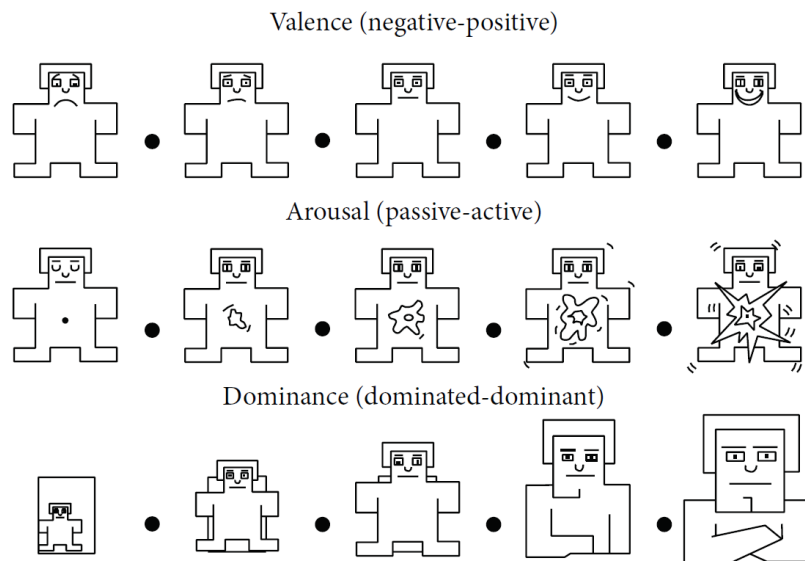 Valence (negative-positive)
Arousal (passive-active)
Dominance (dominated-dominant)